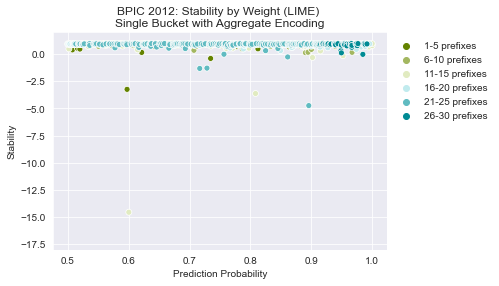 BPIC 2012: Stability by Weight (LIME)
Single Bucket with Aggregate Encoding
0.0
−2.5
−5.0
−7.5
−10.0
−12.5
−15.0
−17.5
Stability
0.5 0.6 0.7 0.8 0.9 1.0
Prediction Probability
1-5 prefixes
6-10 prefixes
11-15 prefixes
16-20 prefixes
21-25 prefixes
26-30 prefixes